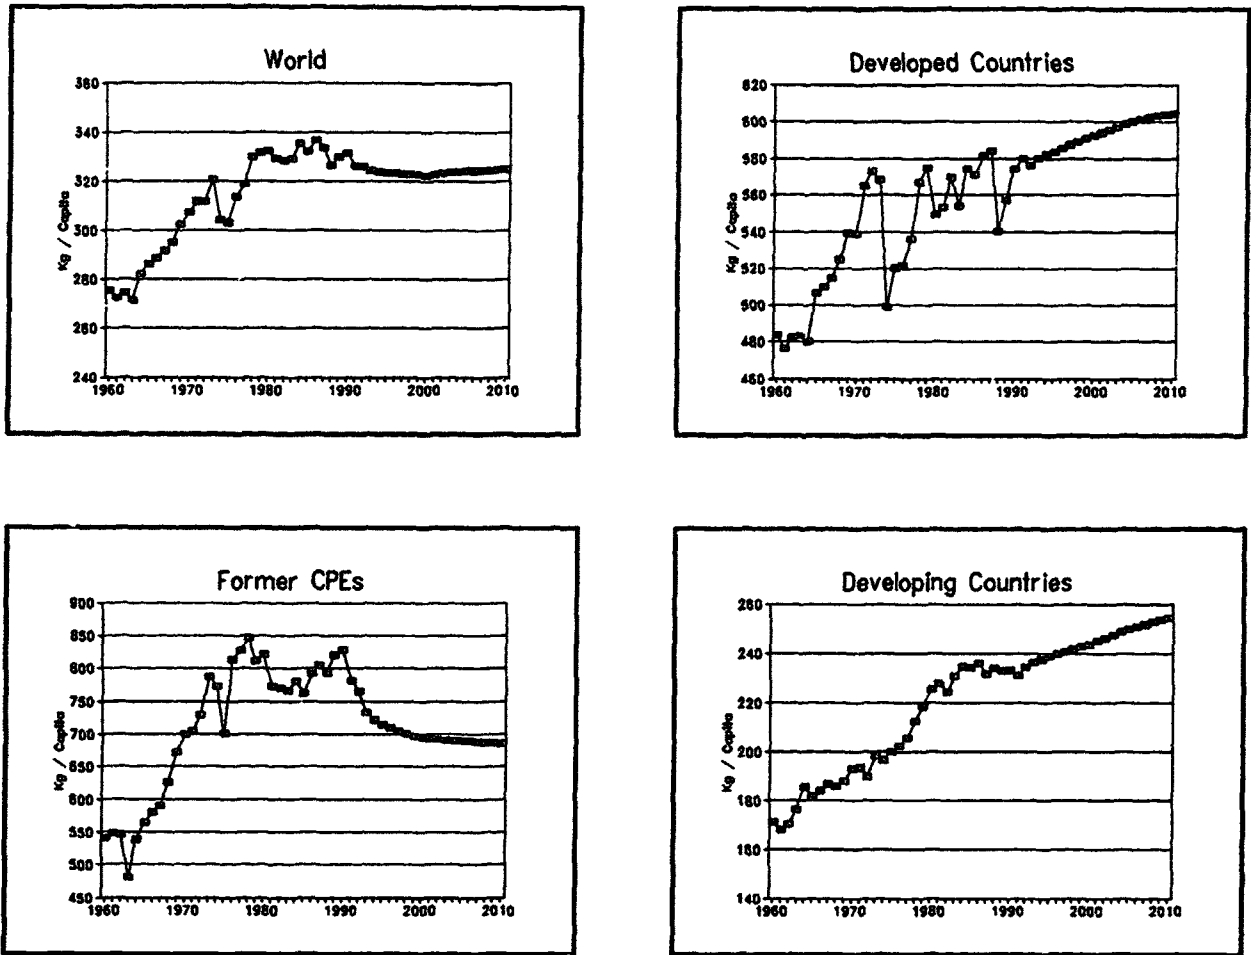 World
360
340
320
300
280
260
240
Kg / Capita
1960 1970 1980 1990 2000 2010
Developed Countries
620
600
580
560
540
520
500
480
460
Kg / Capita
1960 1970 1980 1990 2000 2010
Former CPEs
900
850
800
750
700
650
600
550
500
450
Kg / Capita
1960 1970 1980 1990 2000 2010
Developing Countries
260
240
220
200
180
160
140
Kg / Capita
1960 1970 1980 1990 2000 2010